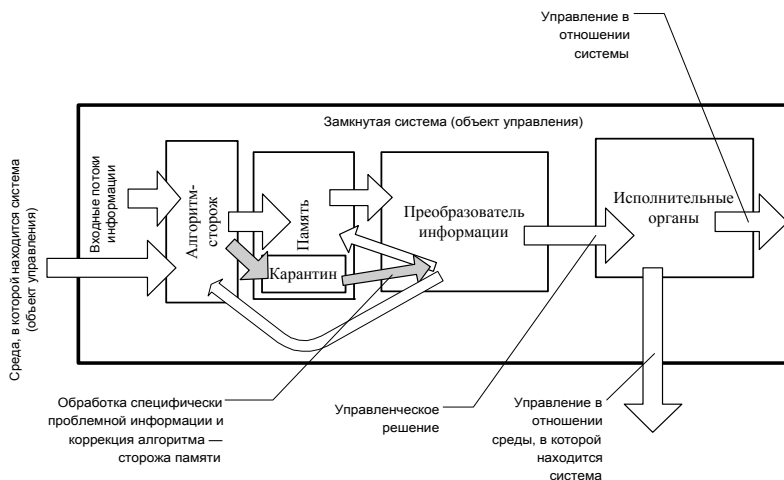 Управление в
отношении
системы
Замкнутая система (объект управления)
Среда, в которой находится система
(объект управления)
Входные потоки
информации
Алгоритм-
сторож
Память
Карантин
Преобразователь
информации
Исполнительные
органы
Обработка специфически
проблемной информации и
коррекция алгоритма —
сторожа памяти
Управленческое
решение
Управление в
отношении
среды, в которой
находится
система